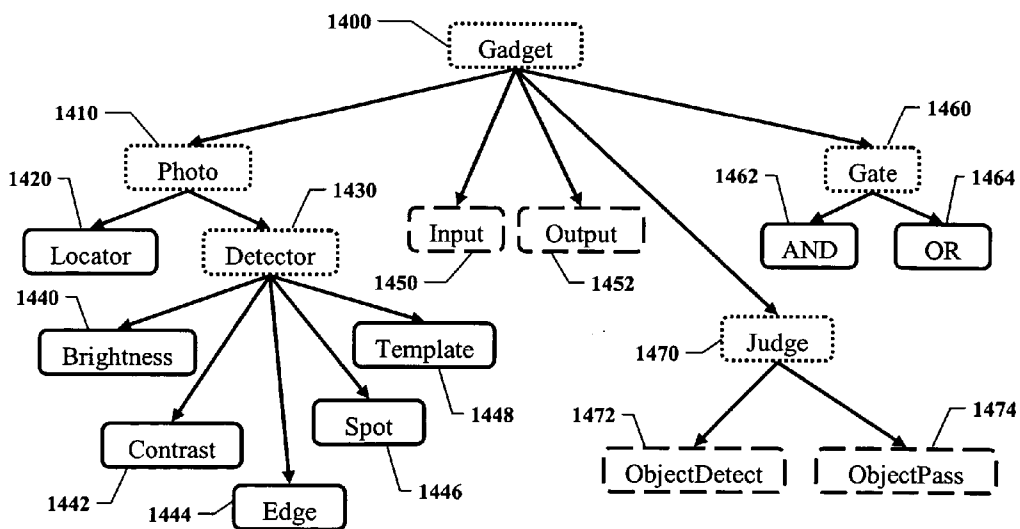 1400
Gadget
1410
Photo
1460
Gate
1420
Locator
1430
Detector
Input
1450
Output
1452
1462
AND
1464
OR
1440
Brightness
Template
1448
Judge
1470
Contrast
1442
Spot
1446
Edge
1444
1472
ObjectDetect
1474
ObjectPass